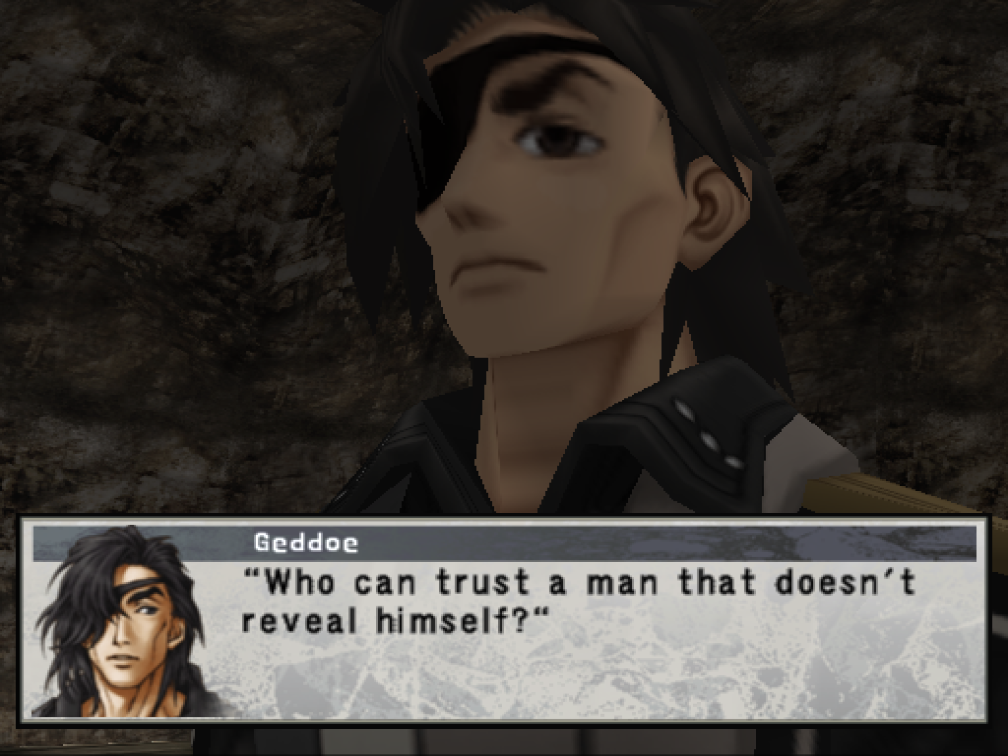 Geddoe
“Who can trust a man that doesn't
reveal himself?“